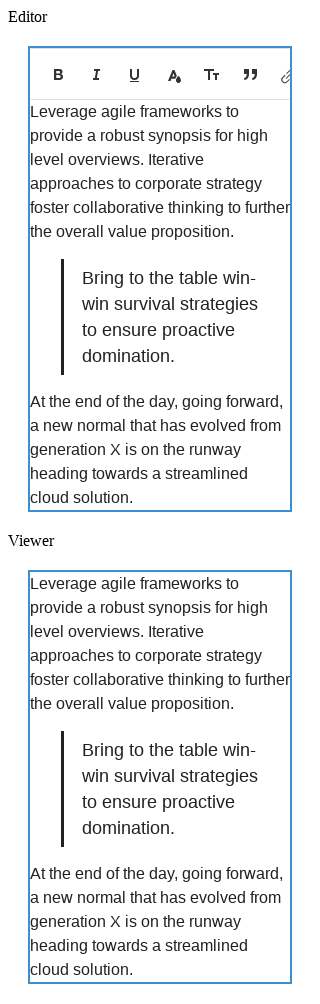 Editor
B I U Tт
Leverage agile frameworks to
provide a robust synopsis for high
level overviews. Iterative
approaches to corporate strategy
foster collaborative thinking to further
the overall value proposition.
Bring to the table win-
win survival strategies
to ensure proactive
domination.
At the end of the day, going forward,
a new normal that has evolved from
generation X is on the runway
heading towards a streamlined
cloud solution.
Viewer
Leverage agile frameworks to
provide a robust synopsis for high
level overviews. Iterative
approaches to corporate strategy
foster collaborative thinking to further
the overall value proposition.
Bring to the table win-
win survival strategies
to ensure proactive
domination.
At the end of the day, going forward,
a new normal that has evolved from
generation X is on the runway
heading towards a streamlined
cloud solution.